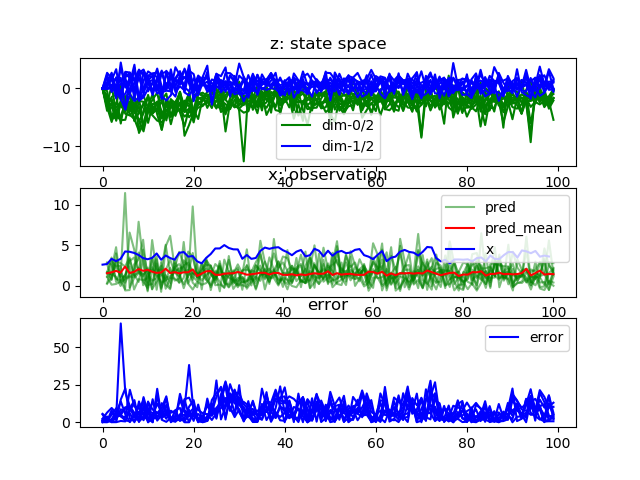 z: state space
0
−10
dim-0/2
dim-1/2
0 20 40 60 80 100
x: observation
10
5
0
pred
pred_mean
x
0 20 40 60 80 100
error
50
25
0
error
0 20 40 60 80 100